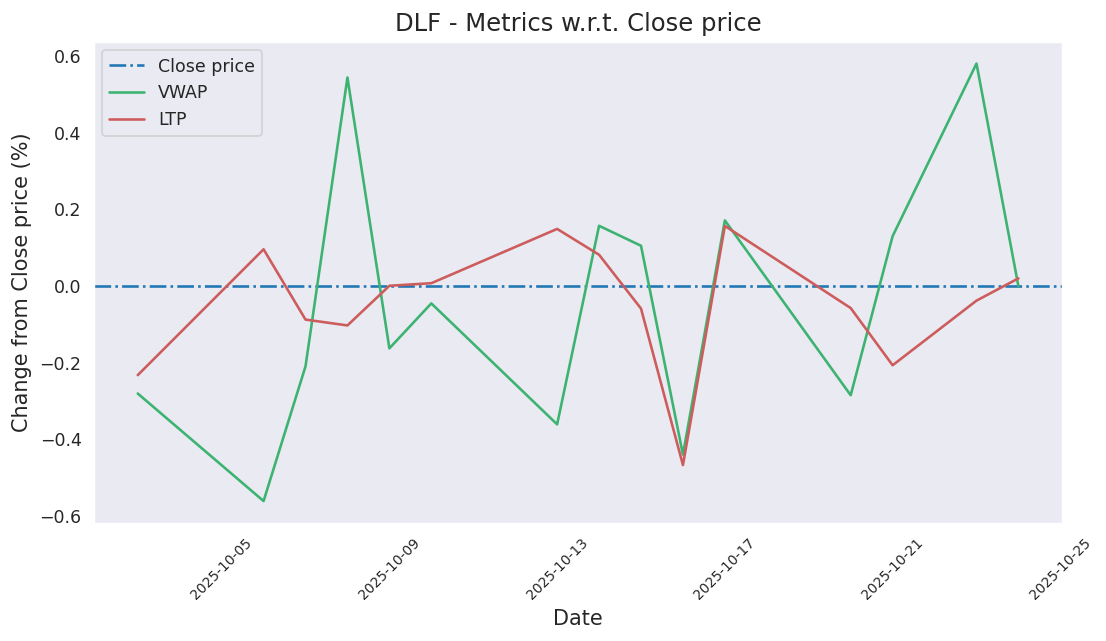 DLF - Metrics w.r.t. Close price
Close price
VWAP
LTP
Change from Close price (%)
0.6
0.4
0.2
0.0
−0.2
−0.4
−0.6
2025-10-05
2025-10-09
2025-10-13
2025-10-17
2025-10-21
2025-10-25
Date